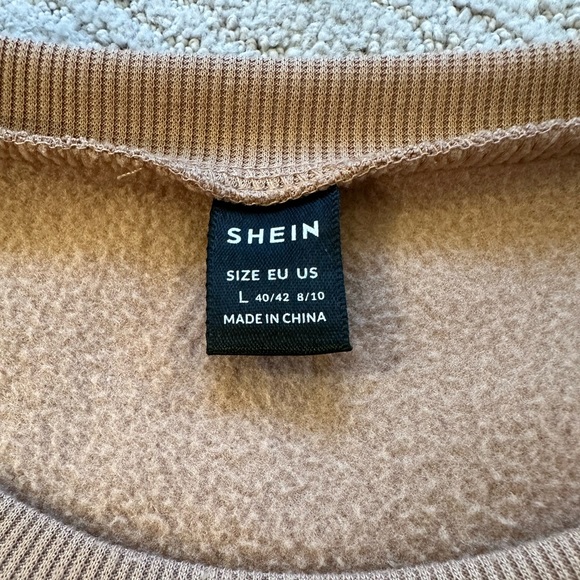 SHEIN
SIZE EU US
L 40/42 8/10
MADE IN CHINA